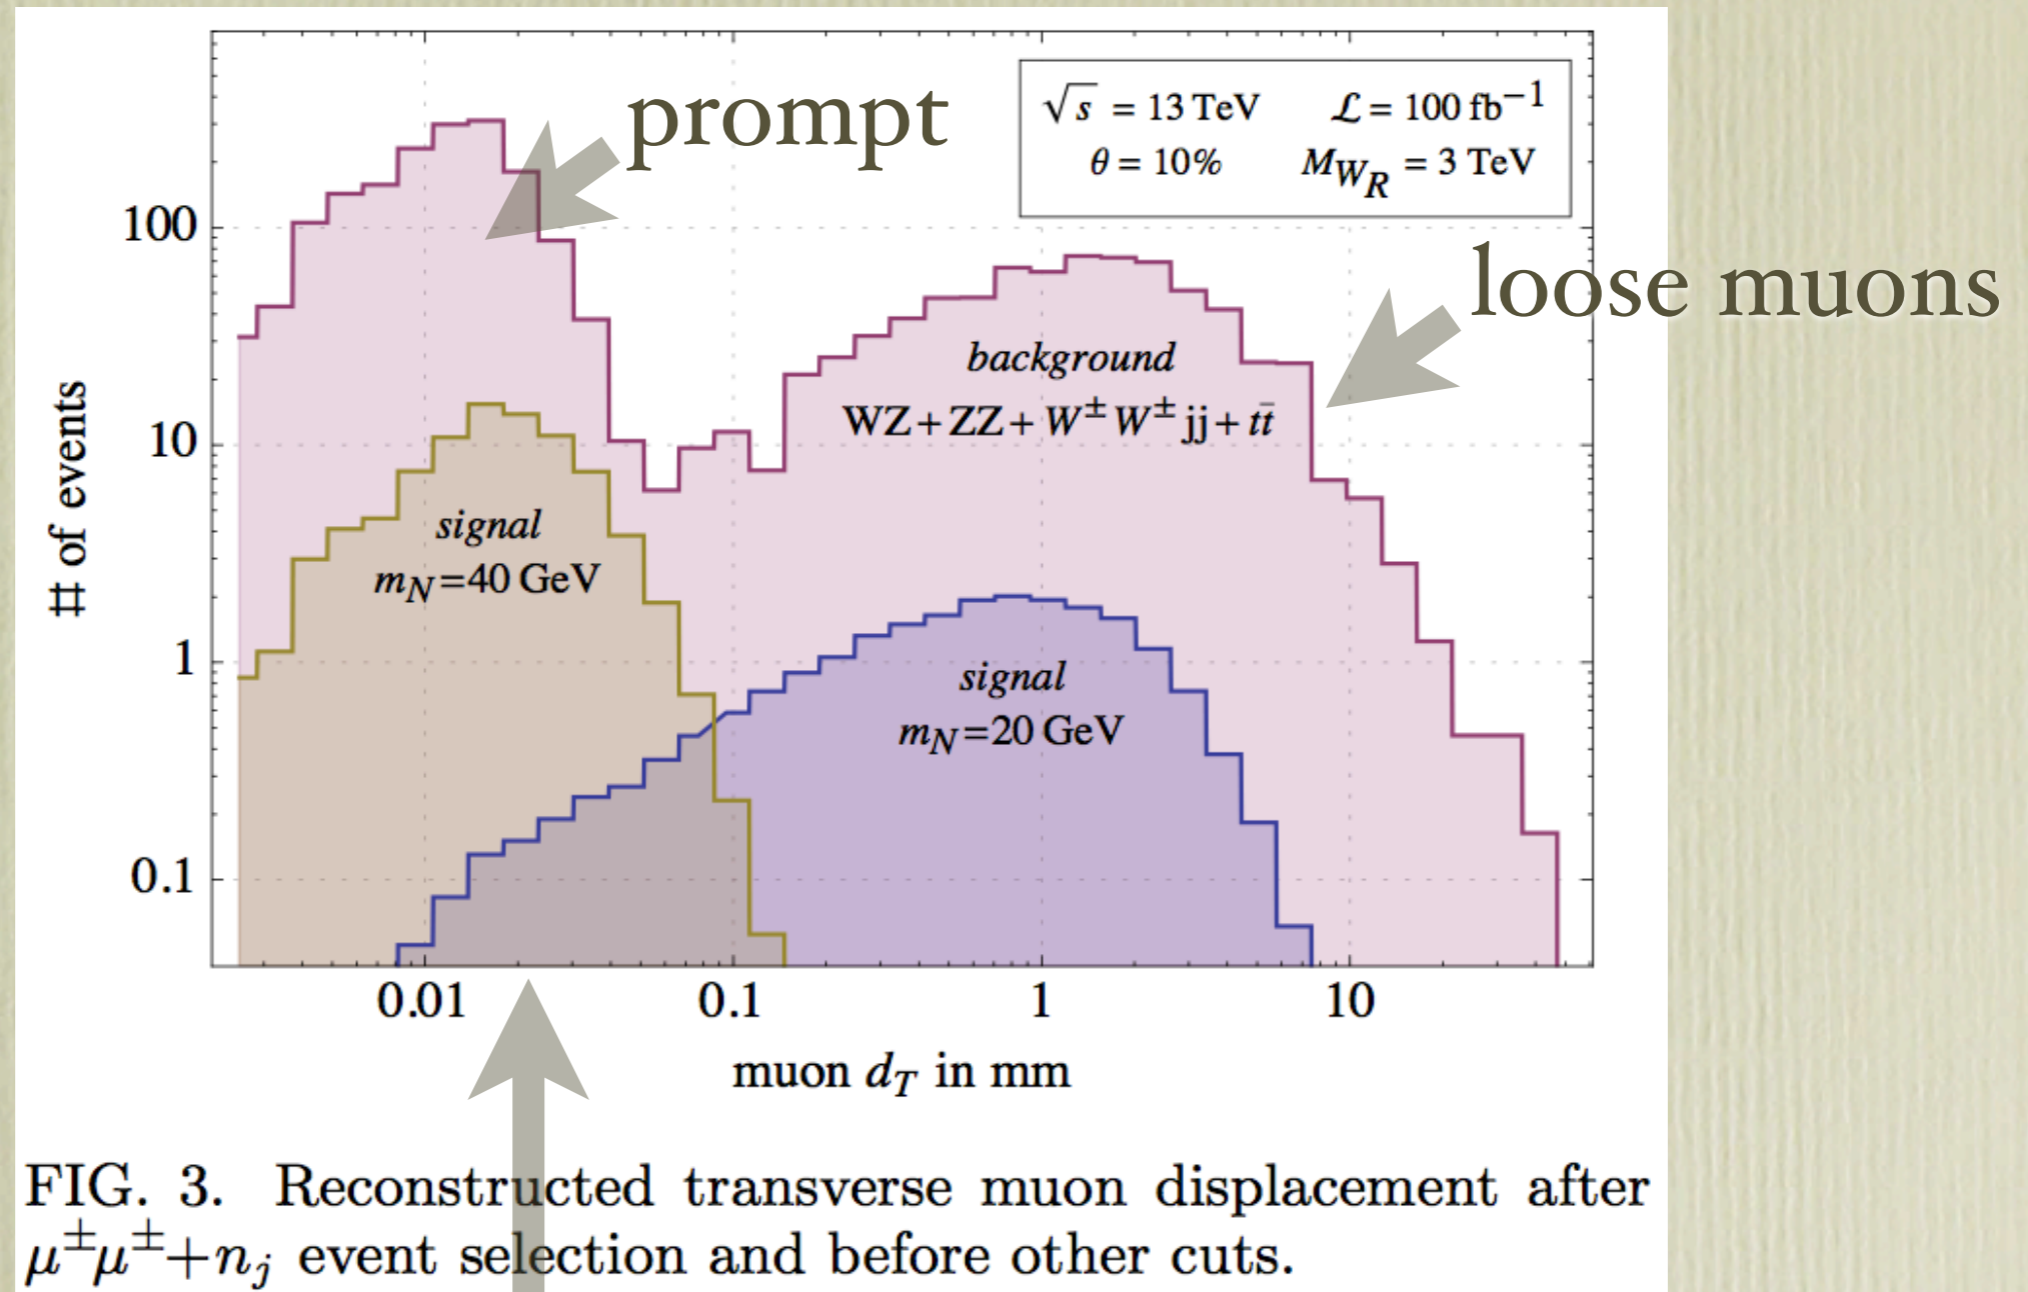 prompt
√s = 13 TeV ℒ = 100 fb⁻¹
θ = 10% M_{W_R} = 3 TeV
loose muons
100
10
1
0.1
# of events
background
WZ+ZZ+W±W±jj+tt̄
signal
m_N=40 GeV
signal
m_N=20 GeV
0.01 0.1 1 10
muon d_T in mm
FIG. 3. Reconstructed transverse muon displacement after
μ±μ±+n_j event selection and before other cuts.